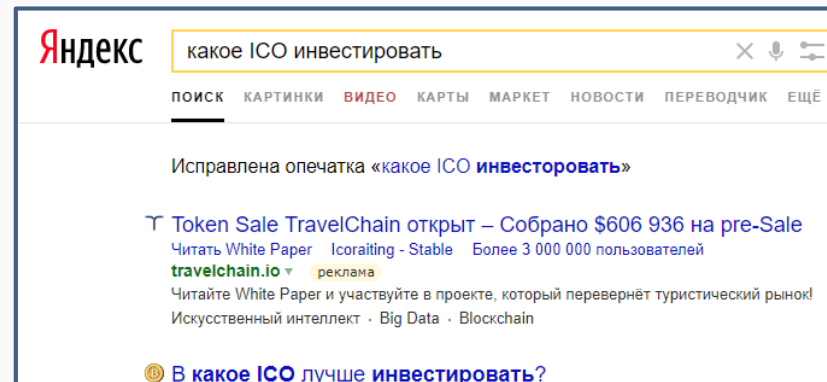 Яндекс
какое ICO инвестировать
ПОИСК КАРТИНКИ ВИДЕО КАРТЫ МАРКЕТ НОВОСТИ ПЕРЕВОДЧИК ЕЩЁ
Исправлена опечатка «какое ICO инвесторовать»
Token Sale TravelChain открыт – Собрано $606 936 на pre-Sale
Читать White Paper Icoraiting - Stable Более 3 000 000 пользователей
travelchain.io реклама
Читайте White Paper и участвуйте в проекте, который перевернёт туристический рынок!
Искусственный интеллект · Big Data · Blockchain
В какое ICO лучше инвестировать?